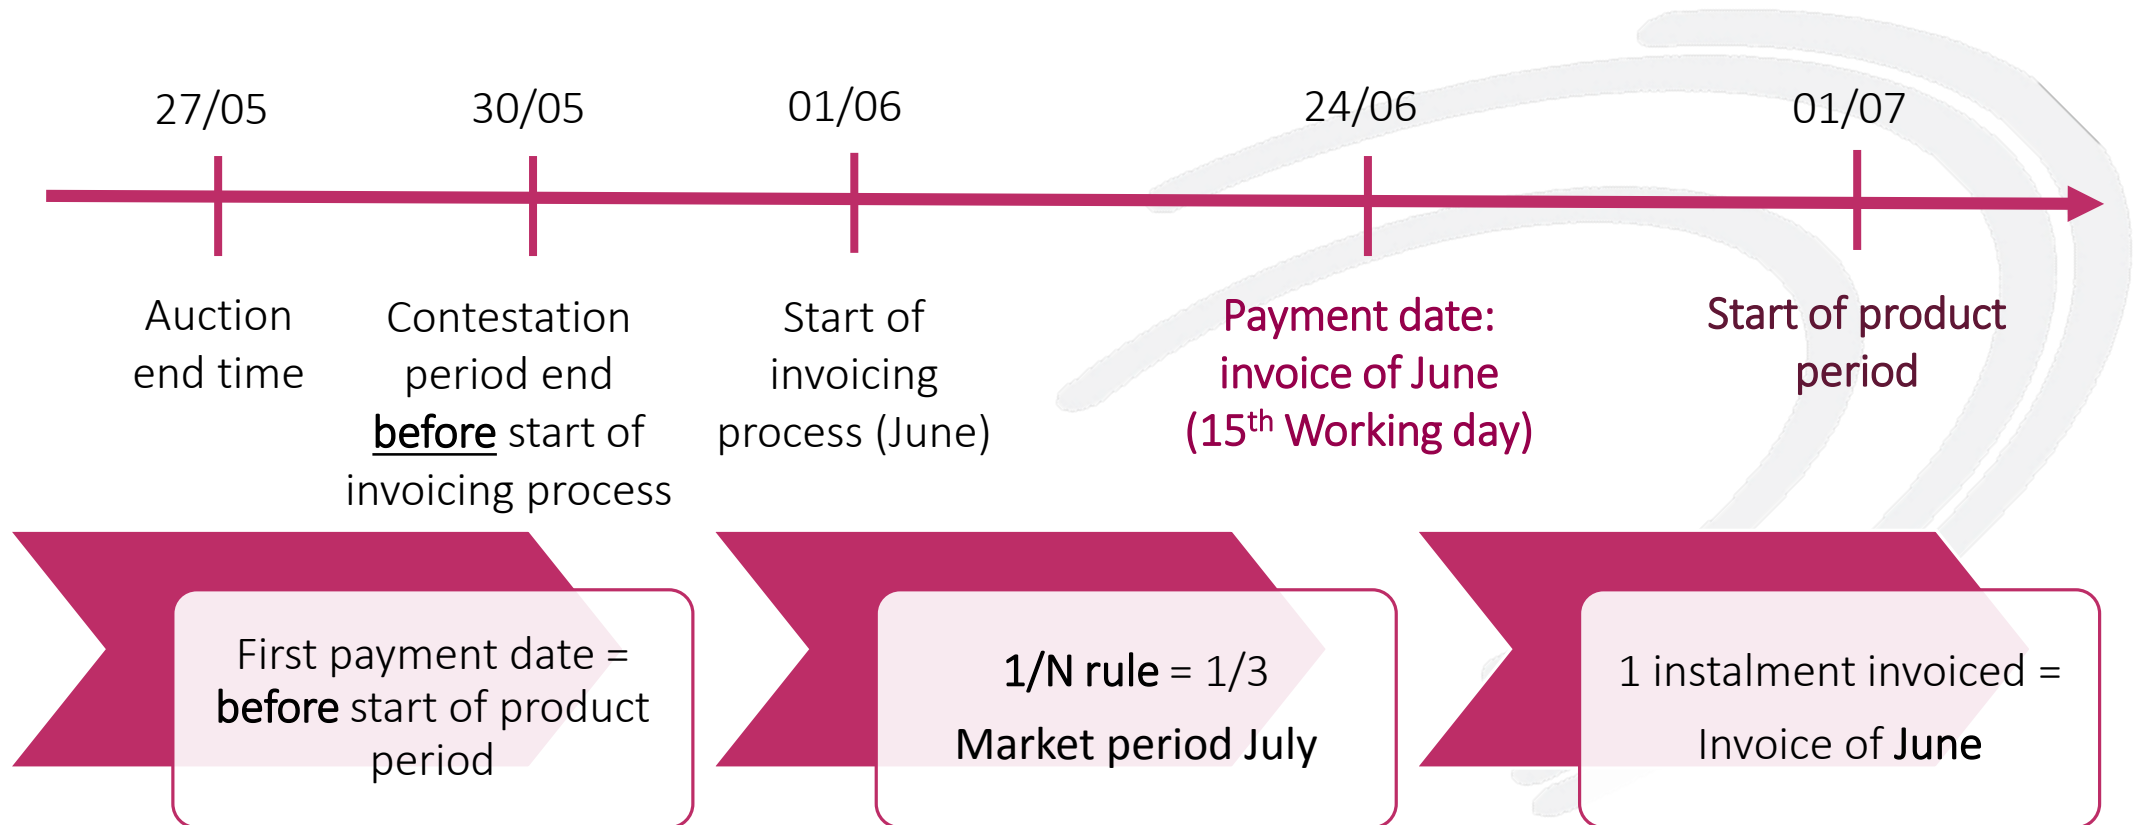 27/05
30/05
01/06
24/06
01/07
Auction
end time
Contestation
period end
before start of
invoicing process
Start of
invoicing
process (June)
Payment date:
invoice of June
(15th Working day)
Start of product
period
First payment date =
before start of product
period
1/N rule = 1/3
Market period July
1 instalment invoiced =
Invoice of June